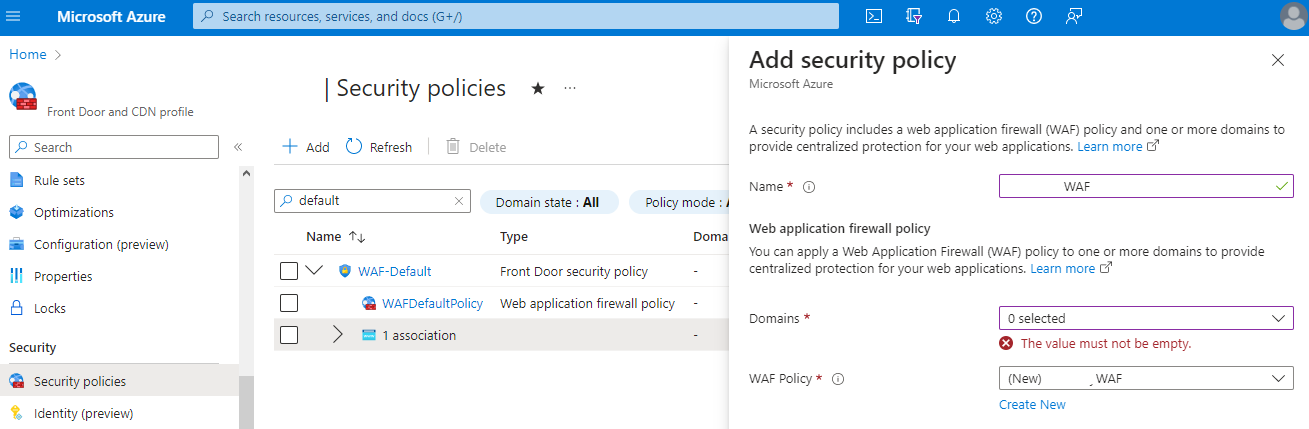 Microsoft Azure
Search resources, services, and docs (G+/)
Home >
Front Door and CDN profile
Search
«
Rule sets
Optimizations
Configuration (preview)
Properties
Locks
Security
Security policies
Identity (preview)
| Security policies ★ ...
Add Refresh Delete
default
Domain state : All
Policy mode :
Name Type Doma
WAF-Default Front Door security policy -
WAFDefaultPolicy Web application firewall policy -
1 association -
Add security policy
Microsoft Azure
A security policy includes a web application firewall (WAF) policy and one or more domains to
provide centralized protection for your web applications. Learn more
Name * WAF
Web application firewall policy
You can apply a Web Application Firewall (WAF) policy to one or more domains to provide
centralized protection for your web applications. Learn more
Domains * 0 selected
The value must not be empty.
WAF Policy * (New) WAF
Create New